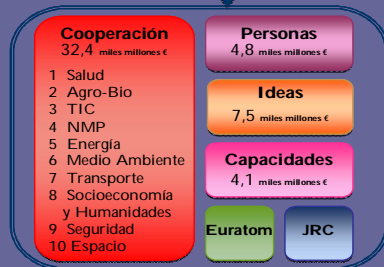 Cooperación
32,4 miles millones €
1 Salud
2 Agro-Bio
3 TIC
4 NMP
5 Energía
6 Medio Ambiente
7 Transporte
8 Socioeconomía
y Humanidades
9 Seguridad
10 Espacio
Personas
4,8 miles millones €
Ideas
7,5 miles millones €
Capacidades
4,1 miles millones €
Euratom
JRC